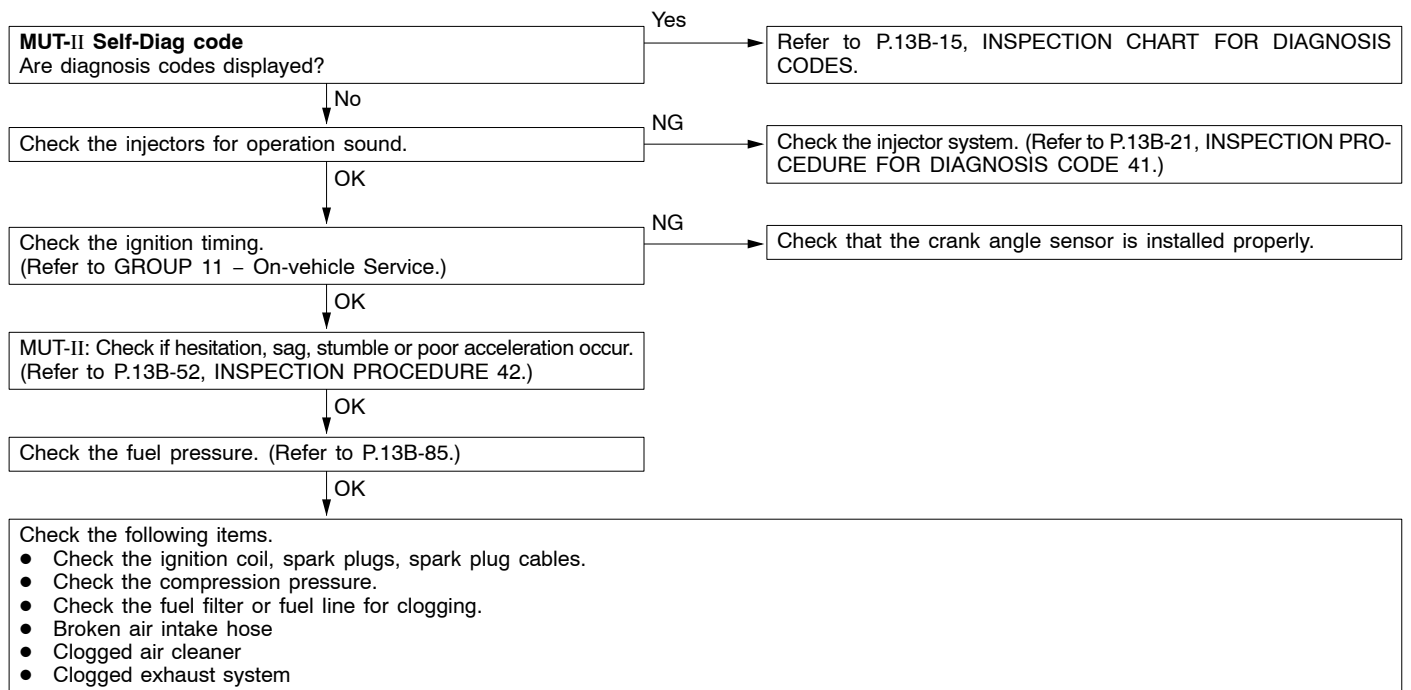 MUT-II Self-Diag code
Are diagnosis codes displayed?
Yes
Refer to P.13B-15, INSPECTION CHART FOR DIAGNOSIS
CODES.
No
Check the injectors for operation sound.
NG
Check the injector system. (Refer to P.13B-21, INSPECTION PRO-
CEDURE FOR DIAGNOSIS CODE 41.)
OK
Check the ignition timing.
(Refer to GROUP 11 – On-vehicle Service.)
NG
Check that the crank angle sensor is installed properly.
OK
MUT-II: Check if hesitation, sag, stumble or poor acceleration occur.
(Refer to P.13B-52, INSPECTION PROCEDURE 42.)
OK
Check the fuel pressure. (Refer to P.13B-85.)
OK
Check the following items.
● Check the ignition coil, spark plugs, spark plug cables.
● Check the compression pressure.
● Check the fuel filter or fuel line for clogging.
● Broken air intake hose
● Clogged air cleaner
● Clogged exhaust system